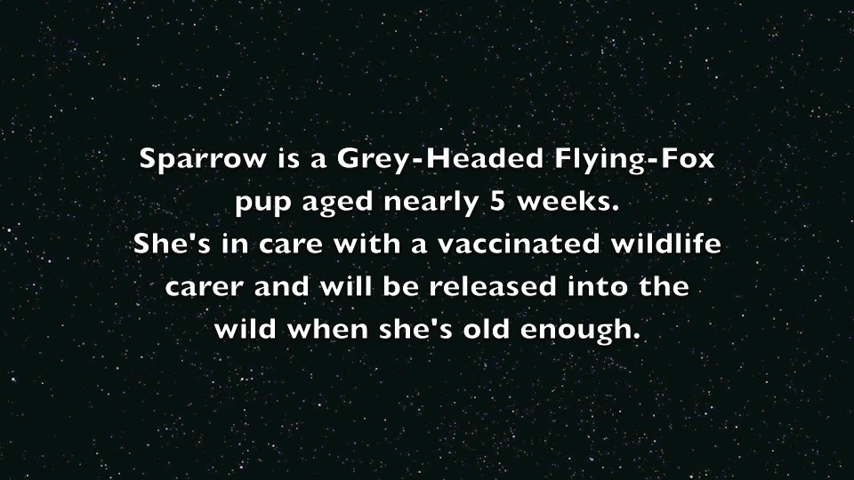 Sparrow is a Grey-Headed Flying-Fox
pup aged nearly 5 weeks.
She's in care with a vaccinated wildlife
carer and will be released into the
wild when she's old enough.